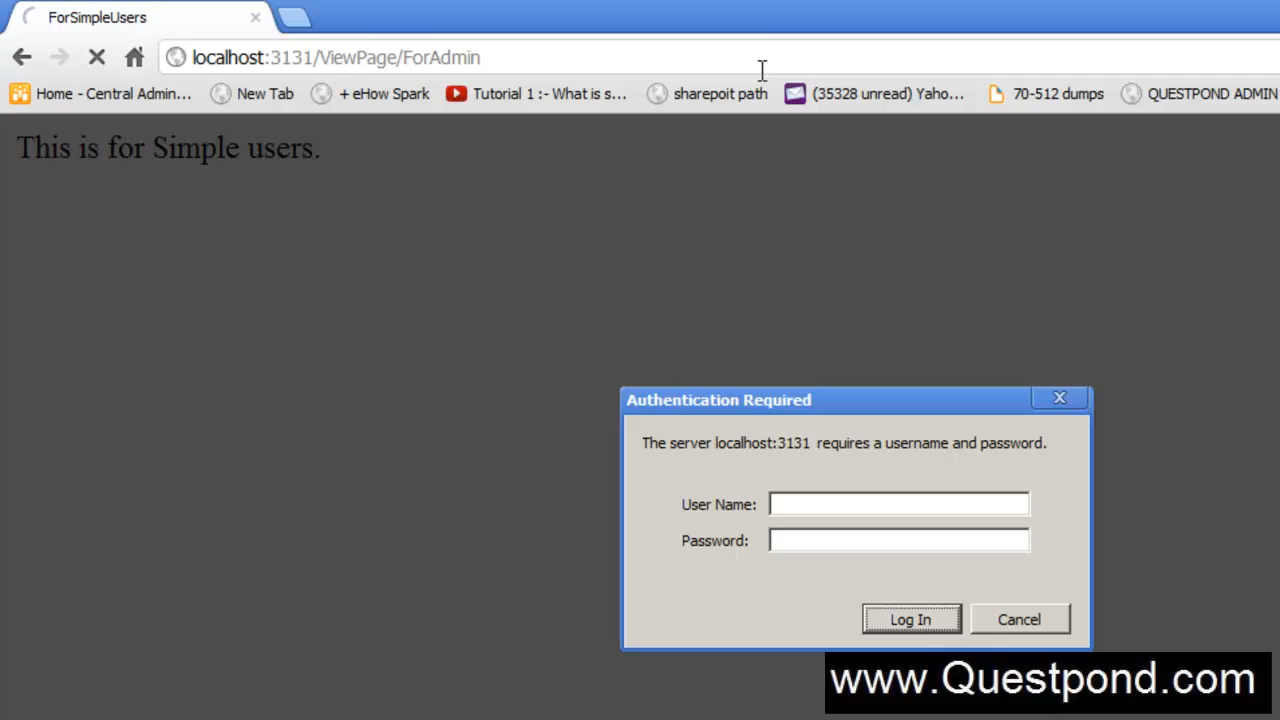 ForSimpleUsers
localhost:3131/ViewPage/ForAdmin
Home - Central Admin... New Tab + eHow Spark Tutorial 1 :- What is s... sharepoit path (35328 unread) Yaho... 70-512 dumps QUESTPOND ADMIN
This is for Simple users.
Authentication Required
The server localhost:3131 requires a username and password.
User Name:
Password:
Log In Cancel
www.Questpond.com